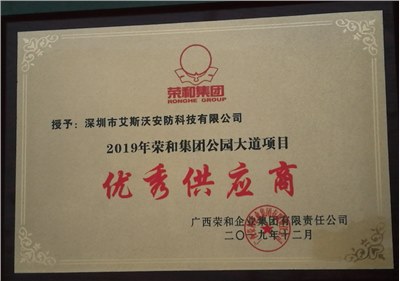 荣和集团
RONGHE GROUP
授予：深圳市艾斯沃安防科技有限公司
2019年荣和集团公园大道项目
优秀供应商
广西荣和企业集团有限责任公司
二〇一九年十二月